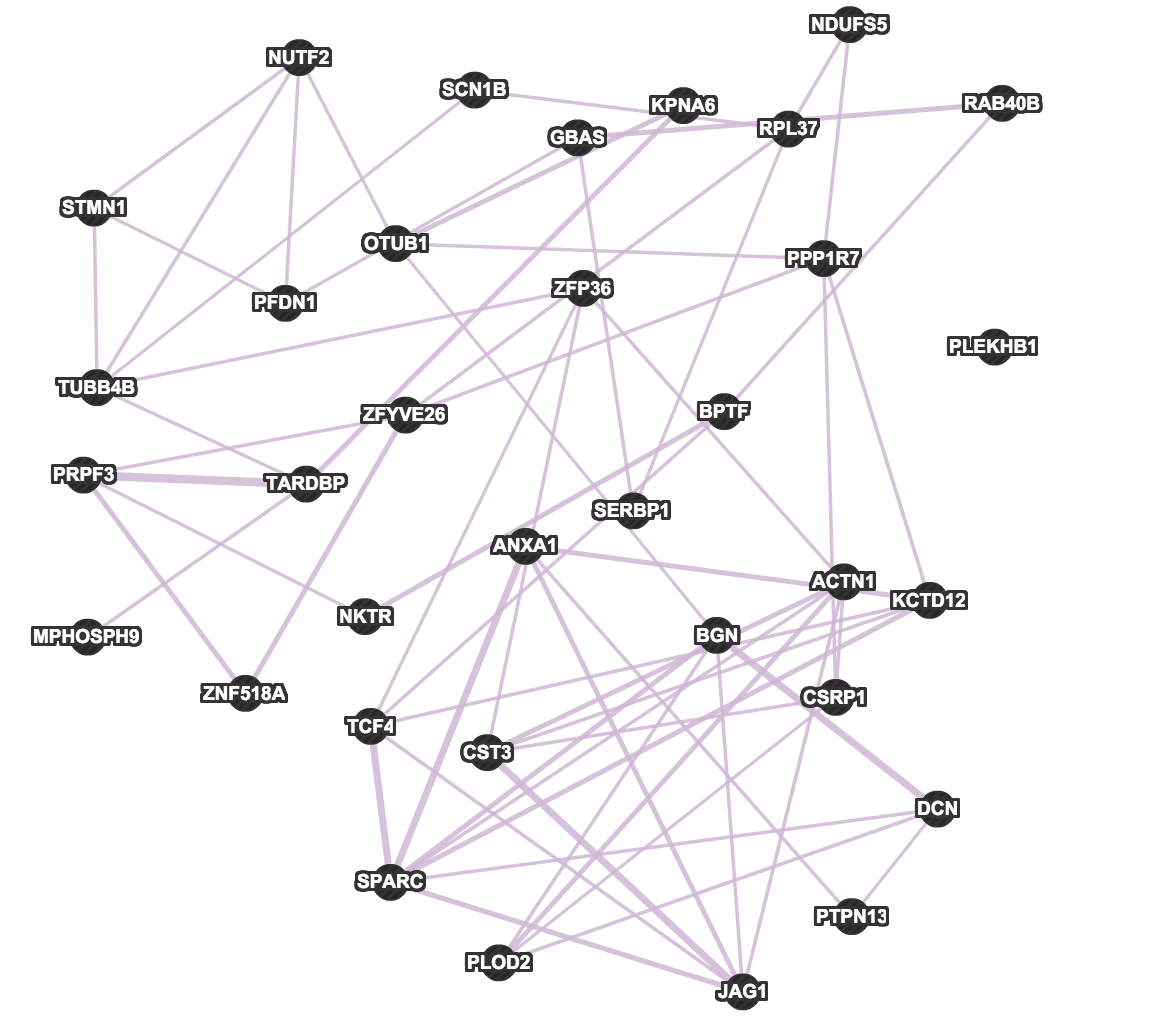 NDUFS5
NUTF2
SCN1B
KPNA6
RAB40B
GBAS
RPL37
STMN1
OTUB1
PPP1R7
ZFP36
PFDN1
PLEKHB1
TUBB4B
ZFYVE26
BPTF
PRPF3
TARDBP
SERBP1
ANXA1
ACTN1
KCTD12
NKTR
MPHOSPH9
BGN
ZNF518A
CSRP1
TCF4
CST3
DCN
SPARC
PTPN13
PLOD2
JAG1